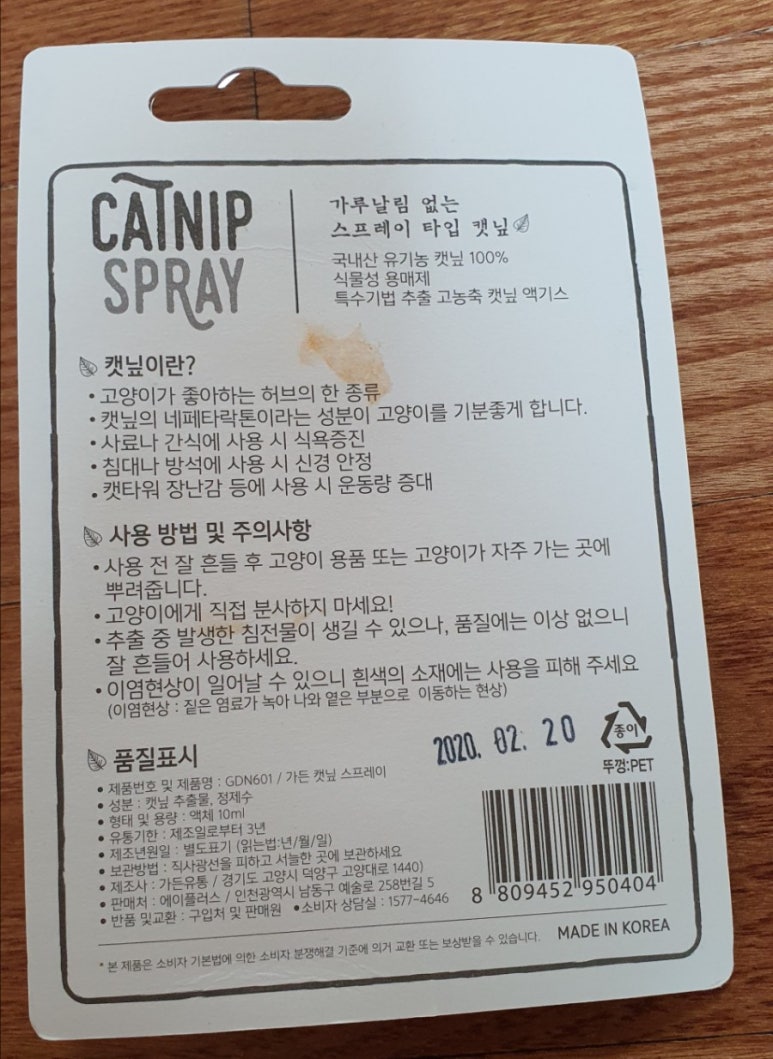 CATNIP
SPRAY
가루날림 없는
스프레이 타입 캣닢
국내산 유기농 캣닢 100%
식물성 용매제
특수기법 추출 고농축 캣닢 액기스
캣닢이란?
• 고양이가 좋아하는 허브의 한 종류
• 캣닢의 네페타락톤이라는 성분이 고양이를 기분좋게 합니다.
• 사료나 간식에 사용 시 식욕증진
• 침대나 방석에 사용 시 신경 안정
• 캣타워 장난감 등에 사용 시 운동량 증대
사용 방법 및 주의사항
• 사용 전 잘 흔들 후 고양이 용품 또는 고양이가 자주 가는 곳에
뿌려줍니다.
• 고양이에게 직접 분사하지 마세요!
• 추출 중 발생한 침전물이 생길 수 있으나, 품질에는 이상 없으니
잘 흔들어 사용하세요.
• 이염현상이 일어날 수 있으니 흰색의 소재에는 사용을 피해 주세요
(이염현상 : 짙은 염료가 녹아 나와 옅은 부분으로 이동하는 현상)
2020. 02. 20
종이
뚜껑:PET
품질표시
• 제품번호 및 제품명 : GDN601 / 가든 캣닢 스프레이
• 성분 : 캣닢 추출물, 정제수
• 형태 및 용량 : 액체 10ml
• 유통기한 : 제조일로부터 3년
• 제조년원일 : 별도표기 (읽는법:년/월/일)
• 보관방법 : 직사광선을 피하고 서늘한 곳에 보관하세요
• 제조사 : 가든유통 / 경기도 고양시 덕양구 고양대로 1440)
• 판매처 : 에이플러스 / 인천광역시 남동구 예술로 258번길 5
• 반품 및교환 : 구입처 및 판매원 •소비자 상담실 : 1577-4646
8 809452 950404
MADE IN KOREA
* 본 제품은 소비자 기본법에 의한 소비자 분쟁해결 기준에 의거 교환 또는 보상받을 수 있습니다.